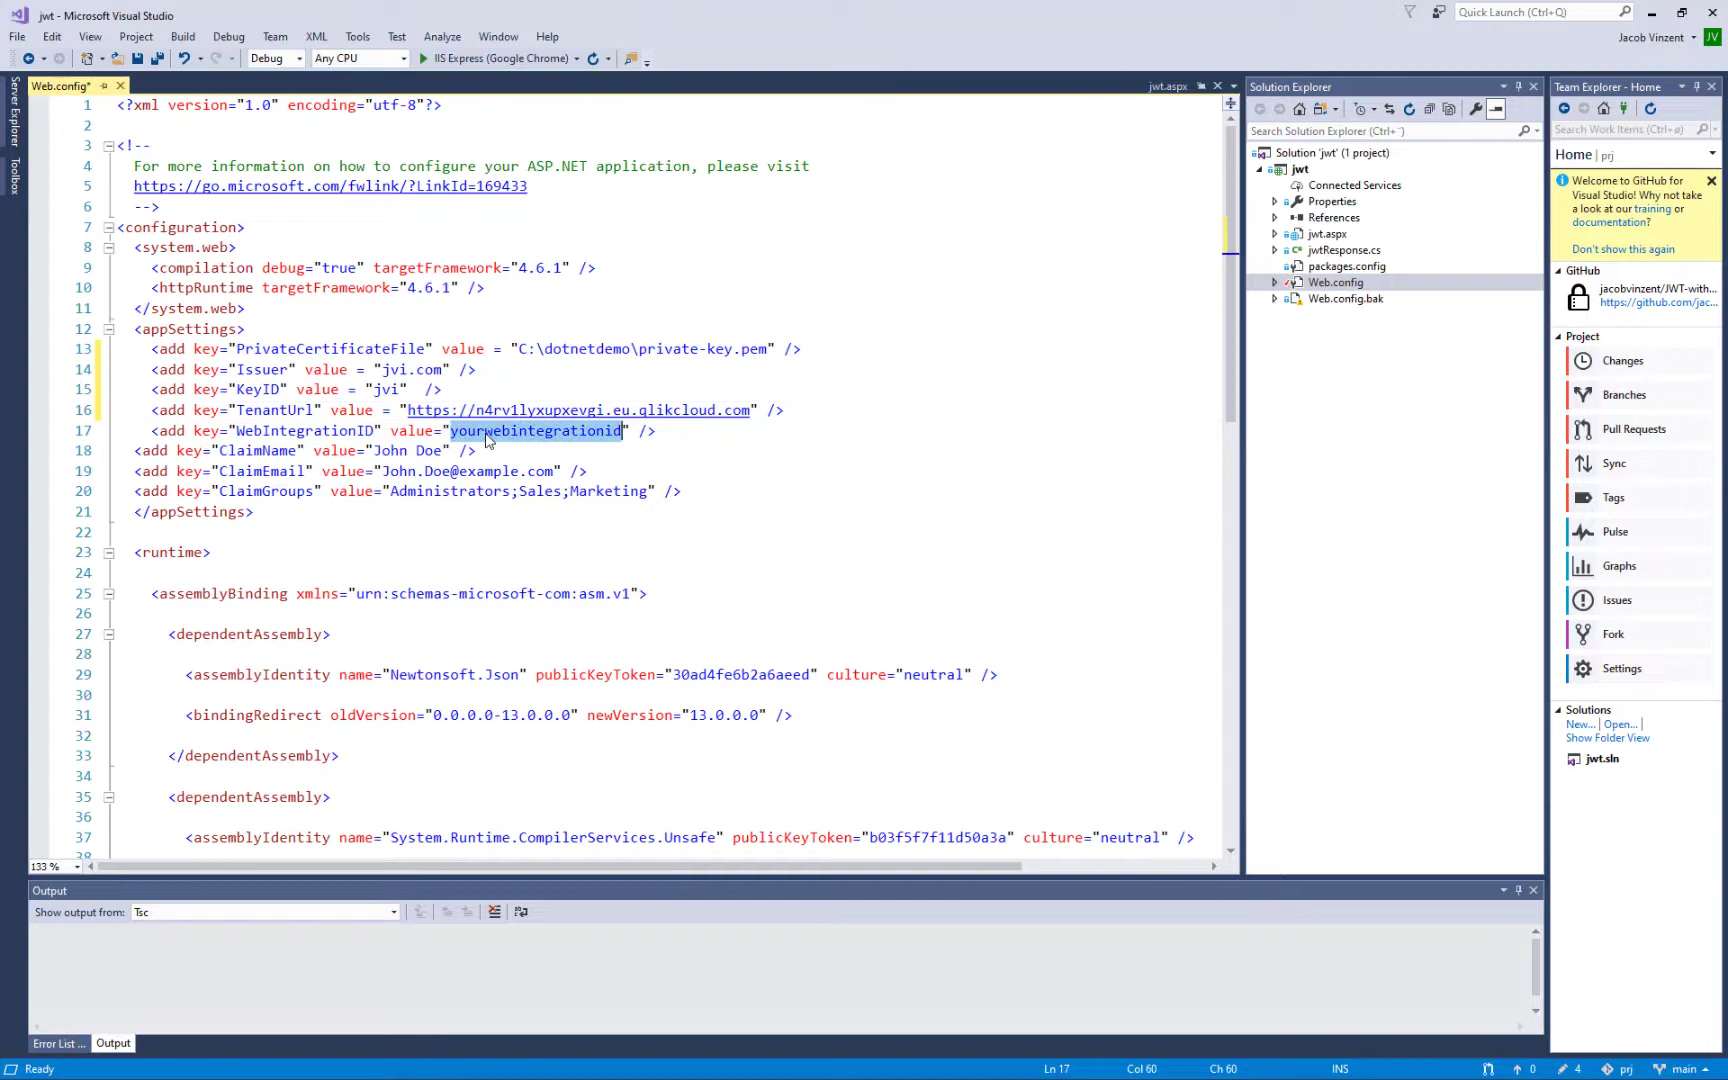 jwt - Microsoft Visual Studio
Quick Launch (Ctrl+Q)
File Edit View Project Build Debug Team XML Tools Test Analyze Window Help
Jacob Vinzent JV
Debug Any CPU IIS Express (Google Chrome)
Server Explorer
Toolbox
Web.config*
jwt.aspx
1 <?xml version="1.0" encoding="utf-8"?>
2
3 <!--
4 For more information on how to configure your ASP.NET application, please visit
5 https://go.microsoft.com/fwlink/?LinkId=169433
6 -->
7 <configuration>
8 <system.web>
9 <compilation debug="true" targetFramework="4.6.1" />
10 <httpRuntime targetFramework="4.6.1" />
11 </system.web>
12 <appSettings>
13 <add key="PrivateCertificateFile" value = "C:\dotnetdemo\private-key.pem" />
14 <add key="Issuer" value = "jvi.com" />
15 <add key="KeyID" value = "jvi" />
16 <add key="TenantUrl" value = "https://n4rv1lyxupxevgi.eu.qlikcloud.com" />
17 <add key="WebIntegrationID" value="yourwebintegrationid" />
18 <add key="ClaimName" value="John Doe" />
19 <add key="ClaimEmail" value="John.Doe@example.com" />
20 <add key="ClaimGroups" value="Administrators;Sales;Marketing" />
21 </appSettings>
22
23 <runtime>
24
25 <assemblyBinding xmlns="urn:schemas-microsoft-com:asm.v1">
26
27 <dependentAssembly>
28
29 <assemblyIdentity name="Newtonsoft.Json" publicKeyToken="30ad4fe6b2a6aeed" culture="neutral" />
30
31 <bindingRedirect oldVersion="0.0.0.0-13.0.0.0" newVersion="13.0.0.0" />
32
33 </dependentAssembly>
34
35 <dependentAssembly>
36
37 <assemblyIdentity name="System.Runtime.CompilerServices.Unsafe" publicKeyToken="b03f5f7f11d50a3a" culture="neutral" />
38
133 %
Output
Show output from: Tsc
Error List ... Output
Solution Explorer
Search Solution Explorer (Ctrl+¨)
Solution 'jwt' (1 project)
jwt
Connected Services
Properties
References
jwt.aspx
jwtResponse.cs
packages.config
Web.config
Web.config.bak
Team Explorer - Home
Search Work Items (Ctrl+ø)
Home | prj
Welcome to GitHub for
Visual Studio! Why not
take a look at our training or
documentation?
Don't show this again
GitHub
jacobvinzent/JWT-with...
https://github.com/jac...
Project
Changes
Branches
Pull Requests
Sync
Tags
Pulse
Graphs
Issues
Fork
Settings
Solutions
New... | Open... |
Show Folder View
jwt.sln
Ready Ln 17 Col 60 Ch 60 INS 0 4 prj main